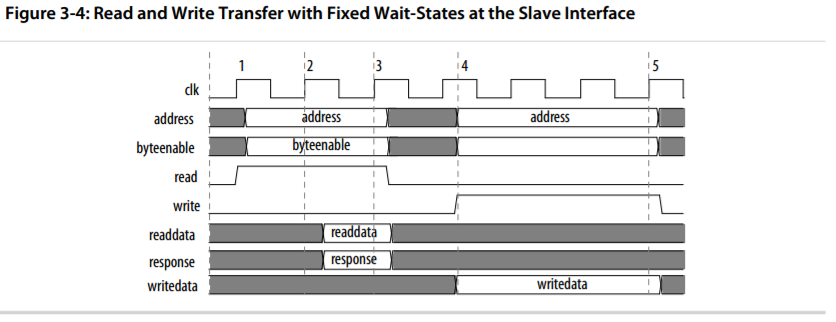 Figure 3-4: Read and Write Transfer with Fixed Wait-States at the Slave Interface
1 2 3 4 5
clk
address address address
byteenable byteenable
read
write
readdata readdata
response response
writedata writedata